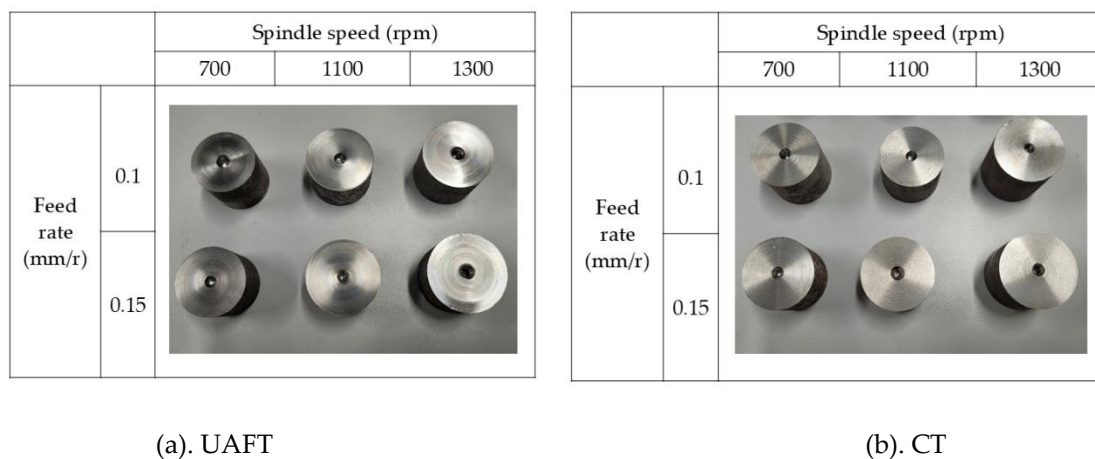 Spindle speed (rpm)
700 1100 1300
Feed rate (mm/r)
0.1
0.15
(a). UAFT
Spindle speed (rpm)
700 1100 1300
Feed rate (mm/r)
0.1
0.15
(b). CT